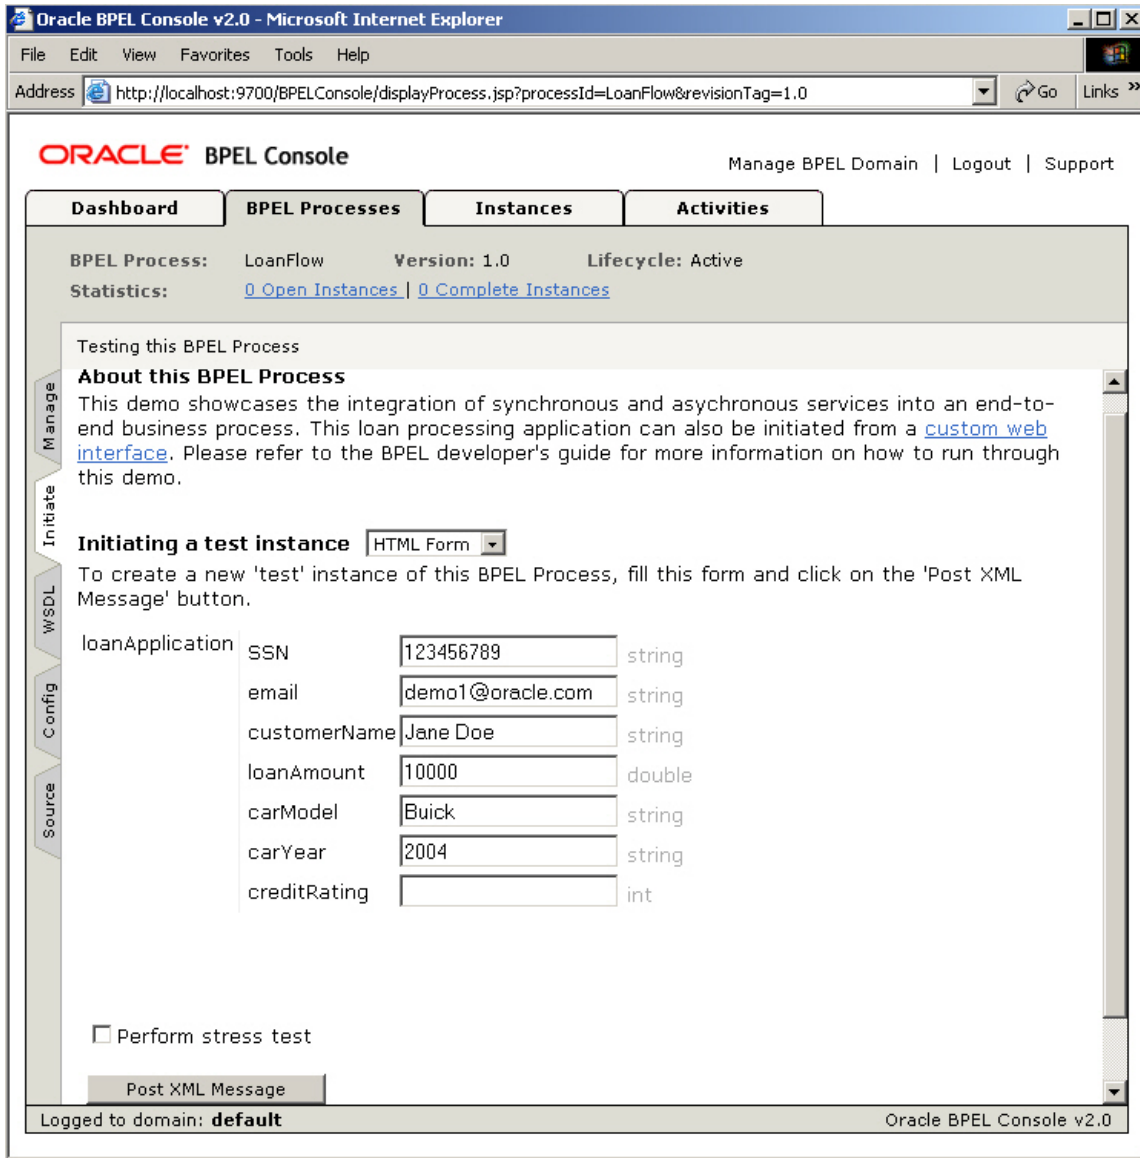 Oracle BPEL Console v2.0 - Microsoft Internet Explorer
File Edit View Favorites Tools Help
Address http://localhost:9700/BPELConsole/displayProcess.jsp?processId=LoanFlow&revisionTag=1.0 Go Links »
ORACLE BPEL Console
Manage BPEL Domain | Logout | Support
Dashboard BPEL Processes Instances Activities
BPEL Process: LoanFlow Version: 1.0 Lifecycle: Active
Statistics: 0 Open Instances | 0 Complete Instances
Testing this BPEL Process
Manage
Initiate
WSDL
Config
Source
About this BPEL Process
This demo showcases the integration of synchronous and asychronous services into an end-to-
end business process. This loan processing application can also be initiated from a custom web
interface. Please refer to the BPEL developer's guide for more information on how to run through
this demo.
Initiating a test instance HTML Form
To create a new 'test' instance of this BPEL Process, fill this form and click on the 'Post XML
Message' button.
loanApplication SSN 123456789 string
email demo1@oracle.com string
customerName Jane Doe string
loanAmount 10000 double
carModel Buick string
carYear 2004 string
creditRating int
Perform stress test
Post XML Message
Logged to domain: default Oracle BPEL Console v2.0